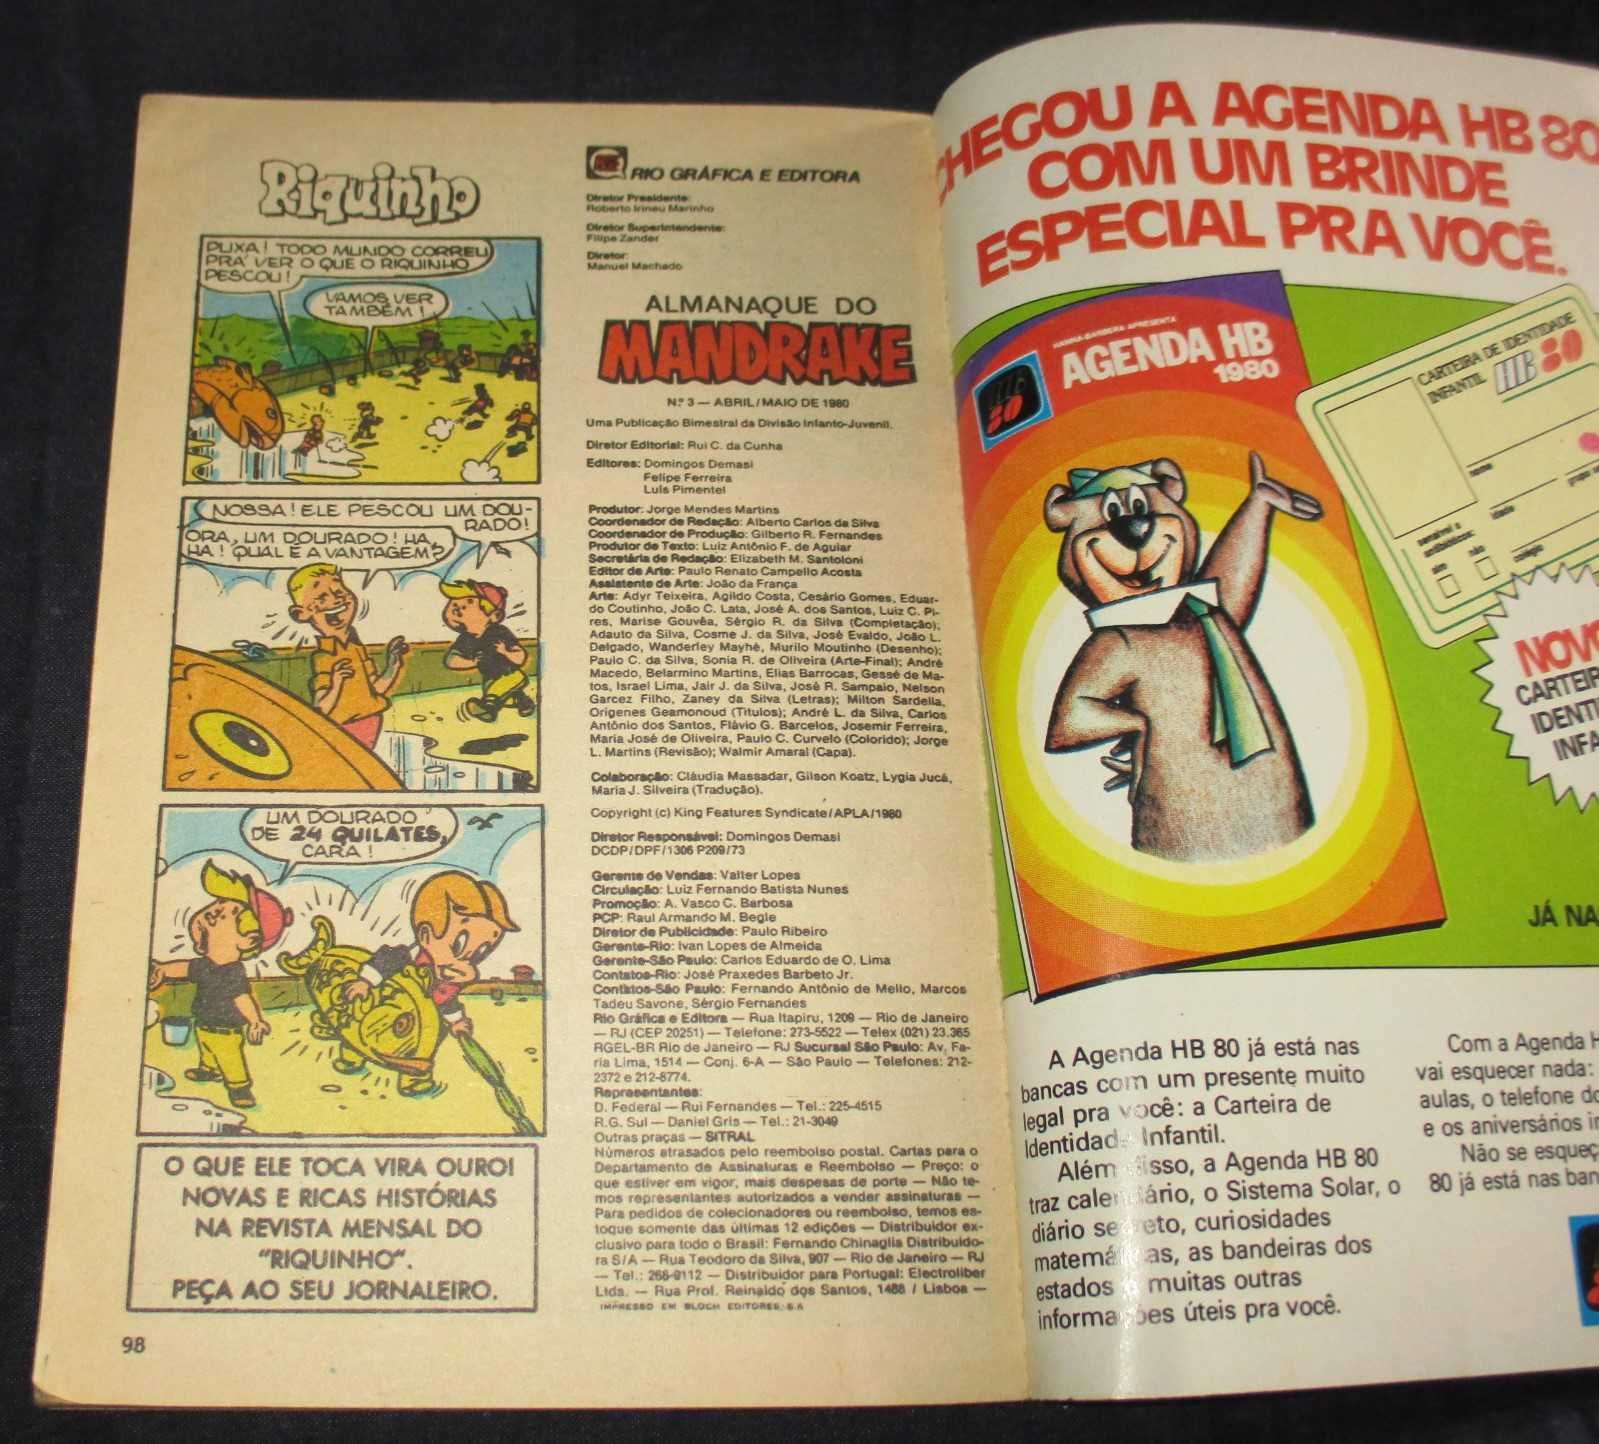 Riquinho
PUXA! TODO MUNDO CORREU
PRA' VER O QUE O RIQUINHO
PESCOU!
VAMOS VER
TAMBÉM!
NOSSA! ELE PESCOU UM DOU-
RADO!
ORA, UM DOURADO! HA,
HA! QUAL E A VANTAGEM?
UM DOURADO
DE 24 QUILATES,
CARA!
O QUE ELE TOCA VIRA OURO!
NOVAS E RICAS HISTÓRIAS
NA REVISTA MENSAL DO
"RIQUINHO".
PEÇA AO SEU JORNALEIRO.
98
RIO GRÁFICA E EDITORA
Diretor Presidente:
Roberto Irineu Marinho
Diretor Superintendente:
Filipe Zander
Diretor:
Manuel Machado
ALMANAQUE DO
MANDRAKE
N.º 3 — ABRIL/MAIO DE 1980
Uma Publicação Bimestral da Divisão Infanto-Juvenil.
Diretor Editorial: Rui C. da Cunha
Editores: Domingos Demasi
Felipe Ferreira
Luís Pimentel
Produtor: Jorge Mendes Martins
Coordenador de Redação: Alberto Carlos da Silva
Coordenador de Produção: Gilberto R. Fernandes
Produtor de Texto: Luiz Antônio F. de Aguiar
Secretária de Redação: Elizabeth M. Santoloni
Editor de Arte: Paulo Renato Campello Acosta
Assistente de Arte: João da França
Arte: Adyr Teixeira, Agildo Costa, Cesário Gomes, Eduar-
do Coutinho, João C. Lata, José A. dos Santos, Luiz C. Pi-
res, Marise Gouvêa, Sérgio R. da Silva (Completação);
Adauto da Silva, Cosme J. da Silva, José Evaldo, João L.
Delgado, Wanderley Mayhé, Murilo Moutinho (Desenho);
Paulo C. da Silva, Sonia R. de Oliveira (Arte-Final); André
Macedo, Belarmino Martins, Elias Barrocas, Gessé de Ma-
tos, Israel Lima, Jair J. da Silva, José R. Sampaio, Nelson
Garcez Filho, Zaney da Silva (Letras); Milton Sardella,
Orígenes Geamonoud (Títulos); André L. da Silva, Carlos
Antônio dos Santos, Flávio G. Barcelos, Josemir Ferreira,
Maria José de Oliveira, Paulo C. Curvelo (Colorido); Jorge
L. Martins (Revisão); Walmir Amaral (Capa).
Colaboração: Cláudia Massadar, Gilson Koatz, Lygia Jucá,
Maria J. Silveira (Tradução).
Copyright (c) King Features Syndicate/APLA/1980
Diretor Responsável: Domingos Demasi
DCDP/DPF/1306 P209/73
Gerente de Vendas: Valter Lopes
Circulação: Luiz Fernando Batista Nunes
Promoção: A. Vasco C. Barbosa
PCP: Raul Armando M. Begle
Diretor de Publicidade: Paulo Ribeiro
Gerente-Rio: Ivan Lopes de Almeida
Gerente-São Paulo: Carlos Eduardo de O. Lima
Contatos-Rio: José Praxedes Barbeto Jr.
Contatos-São Paulo: Fernando Antônio de Mello, Marcos
Tadeu Savone, Sérgio Fernandes
Rio Gráfica e Editora — Rua Itapiru, 1209 — Rio de Janeiro
— RJ (CEP 20251) — Telefone: 273-5522 — Telex (021) 23.365
RGEL-BR Rio de Janeiro — RJ Sucursal São Paulo: Av. Fa-
ria Lima, 1514 — Conj. 6-A — São Paulo — Telefones: 212-
2372 e 212-8774.
Representantes:
D. Federal — Rui Fernandes — Tel.: 225-4515
R.G. Sul — Daniel Gris — Tel.: 21-3049
Outras praças — SITRAL
Números atrasados pelo reembolso postal. Cartas para o
Departamento de Assinaturas e Reembolso — Preço: o
que estiver em vigor, mais despesas de porte — Não te-
mos representantes autorizados a vender assinaturas —
Para pedidos de colecionadores ou reembolso, temos es-
toque somente das últimas 12 edições — Distribuidor ex-
clusivo para todo o Brasil: Fernando Chinaglia Distribuido-
ra S/A — Rua Teodoro da Silva, 907 — Rio de Janeiro — RJ
— Tel.: 268-9112 — Distribuidor para Portugal: Electroliber
Ltda. — Rua Prof. Reinaldo dos Santos, 1488 / Lisboa —
IMPRESSO EM BLOCH EDITORES, S.A
CHEGOU A AGENDA HB 80
COM UM BRINDE
ESPECIAL PRA VOCÊ.
HANNA-BARBERA APRESENTA
AGENDA HB
1980
HB
80
CARTEIRA DE IDENTIDADE
INFANTIL HB 80
nome
idade
sensível a
antibióticos:
sim não
colégio
CARTEIR
IDENTI
INFA
JÁ NA
A Agenda HB 80 já está nas
bancas com um presente muito
legal pra você: a Carteira de
Identidade Infantil.
Além disso, a Agenda HB 80
traz calendário, o Sistema Solar, o
diário secreto, curiosidades
matemáticas, as bandeiras dos
estados e muitas outras
informações úteis pra você.
Com a Agenda H
vai esquecer nada:
aulas, o telefone do
e os aniversários
Não se esqueç
80 já está nas ban